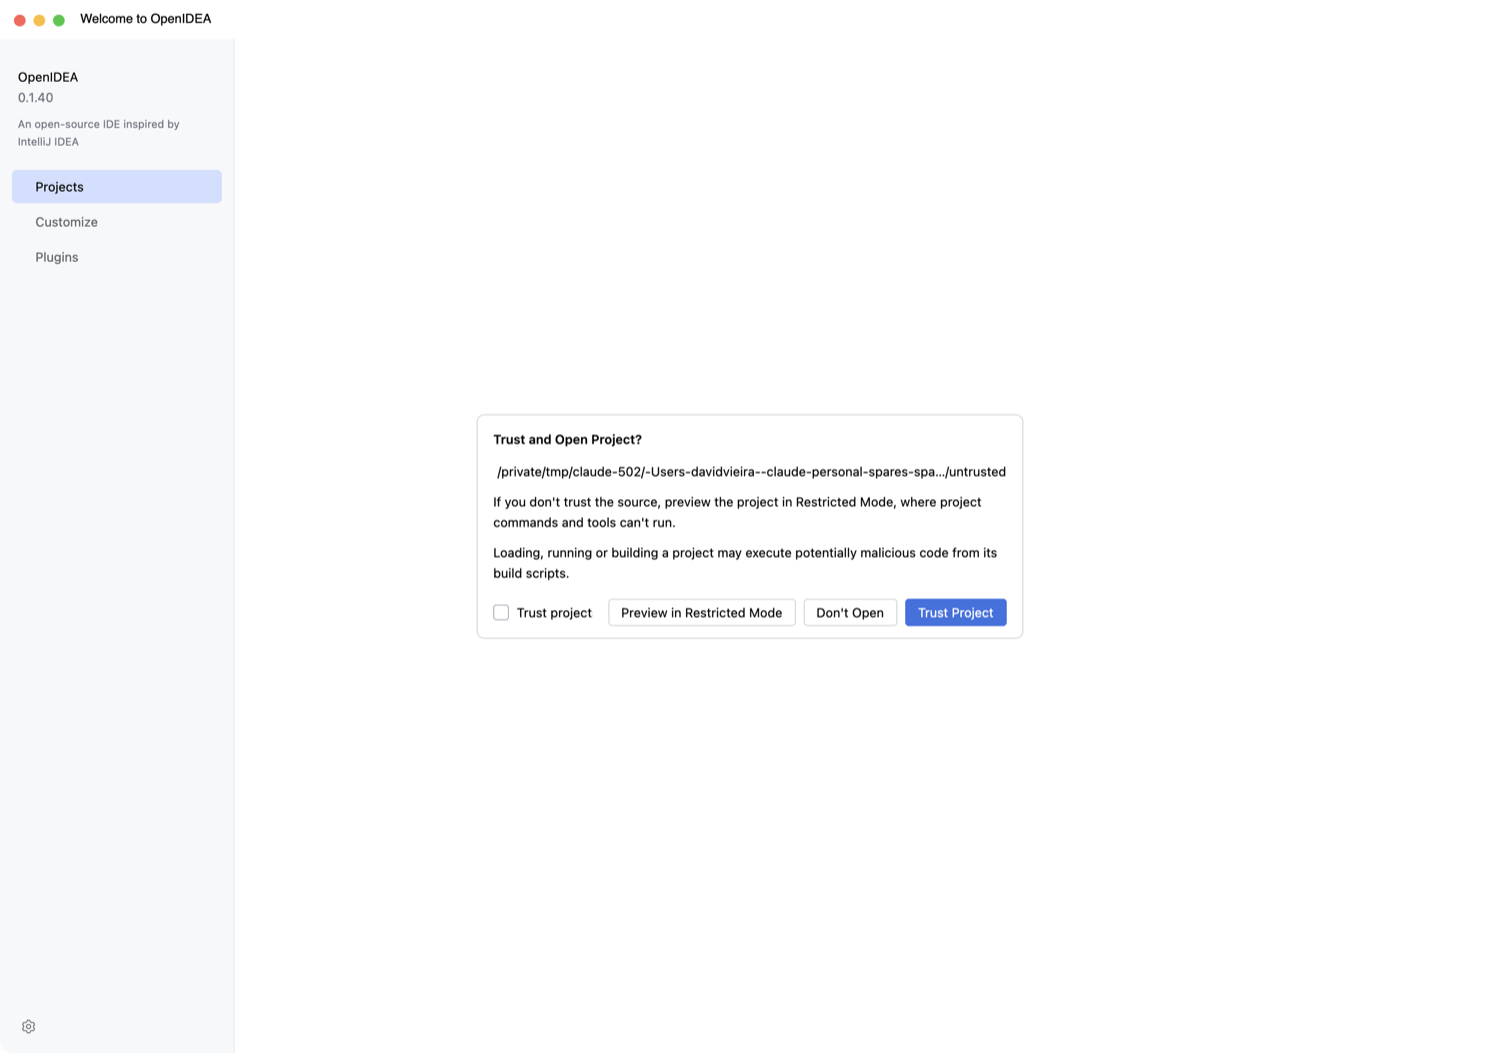 Welcome to OpenIDEA
OpenIDEA
0.1.40
An open-source IDE inspired by
IntelliJ IDEA
Projects
Customize
Plugins
Trust and Open Project?
/private/tmp/claude-502/-Users-davidvieira--claude-personal-spares-spa.../untrusted
If you don't trust the source, preview the project in Restricted Mode, where project
commands and tools can't run.
Loading, running or building a project may execute potentially malicious code from its
build scripts.
Trust project
Preview in Restricted Mode
Don't Open
Trust Project